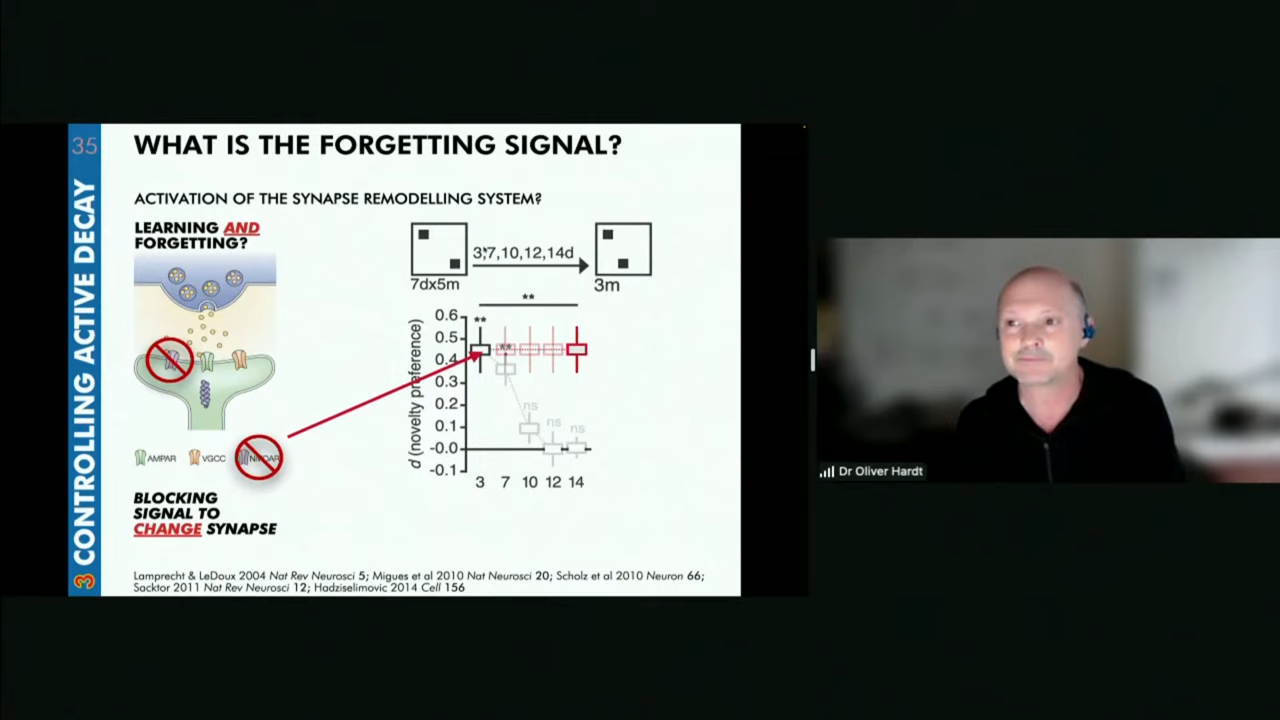 35
3 CONTROLLING ACTIVE DECAY
WHAT IS THE FORGETTING SIGNAL?
ACTIVATION OF THE SYNAPSE REMODELLING SYSTEM?
LEARNING AND
FORGETTING?
AMPAR VGCC
BLOCKING
SIGNAL TO
CHANGE SYNAPSE
3,7,10,12,14d
7dx5m
3m
**
0.6
**
0.5
**
0.4
0.3
0.2
ns
0.1
ns
ns
-0.0
-0.1
d (novelty preference)
3 7 10 12 14
Lamprecht & LeDoux 2004 Nat Rev Neurosci 5; Migues et al 2010 Nat Neurosci 20; Scholz et al 2010 Neuron 66;
Sacktor 2011 Nat Rev Neurosci 12; Hadziselimovic 2014 Cell 156
Dr Oliver Hardt